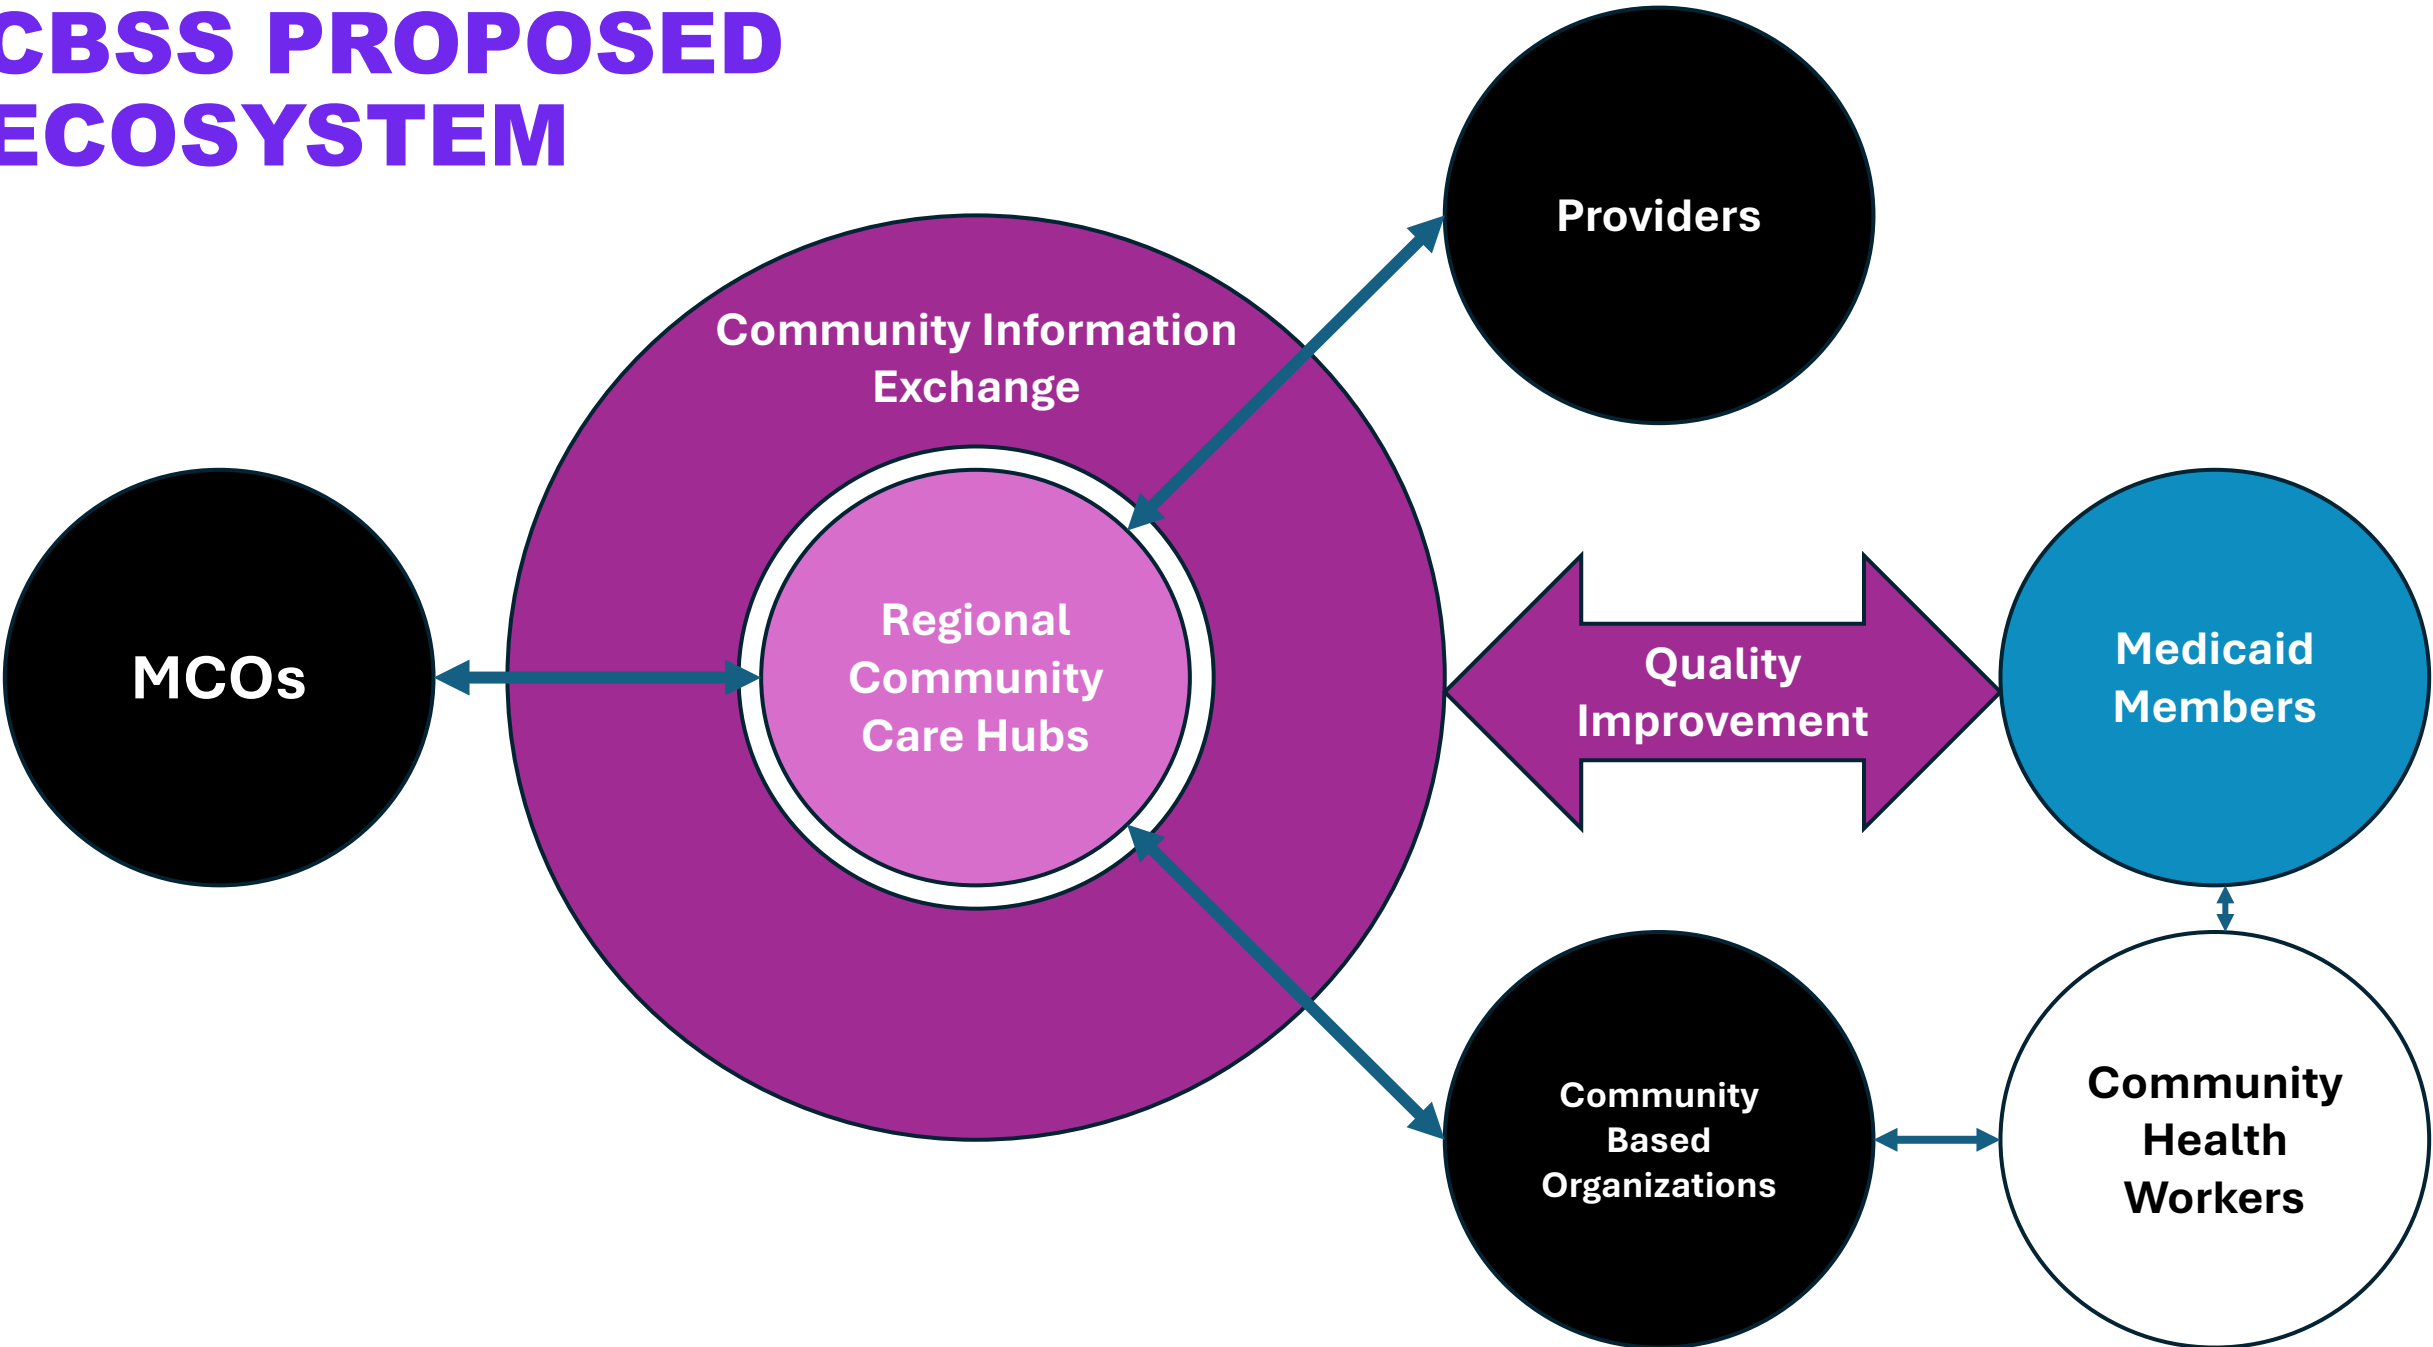 CBSS PROPOSED
ECOSYSTEM
Providers
Community Information
Exchange
MCOs
Regional
Community
Care Hubs
Quality
Improvement
Medicaid
Members
Community
Based
Organizations
Community
Health
Workers